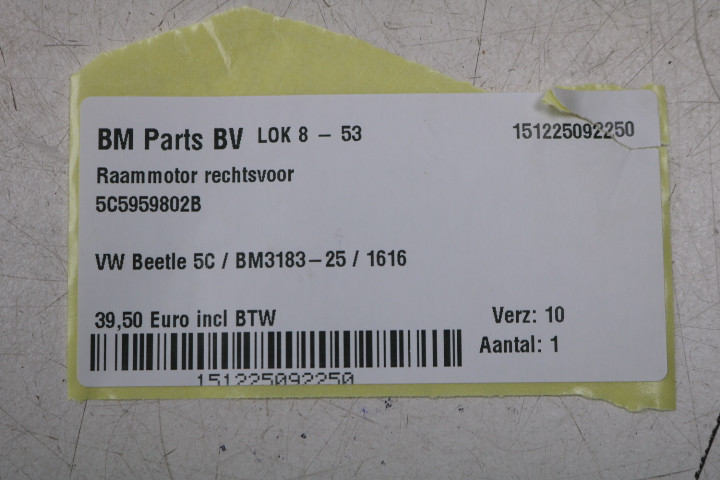 BM Parts BV LOK 8 – 53 151225092250
Raammotor rechtsvoor
5C5959802B
VW Beetle 5C / BM3183–25 / 1616
39,50 Euro incl BTW Verz: 10
Aantal: 1
151225092250